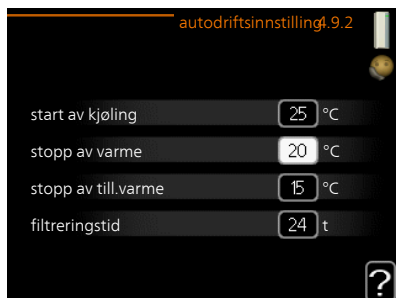 autodriftsinnstilling4.9.2
start av kjøling 25 °C
stopp av varme 20 °C
stopp av till.varme 15 °C
filtreringstid 24 t
?